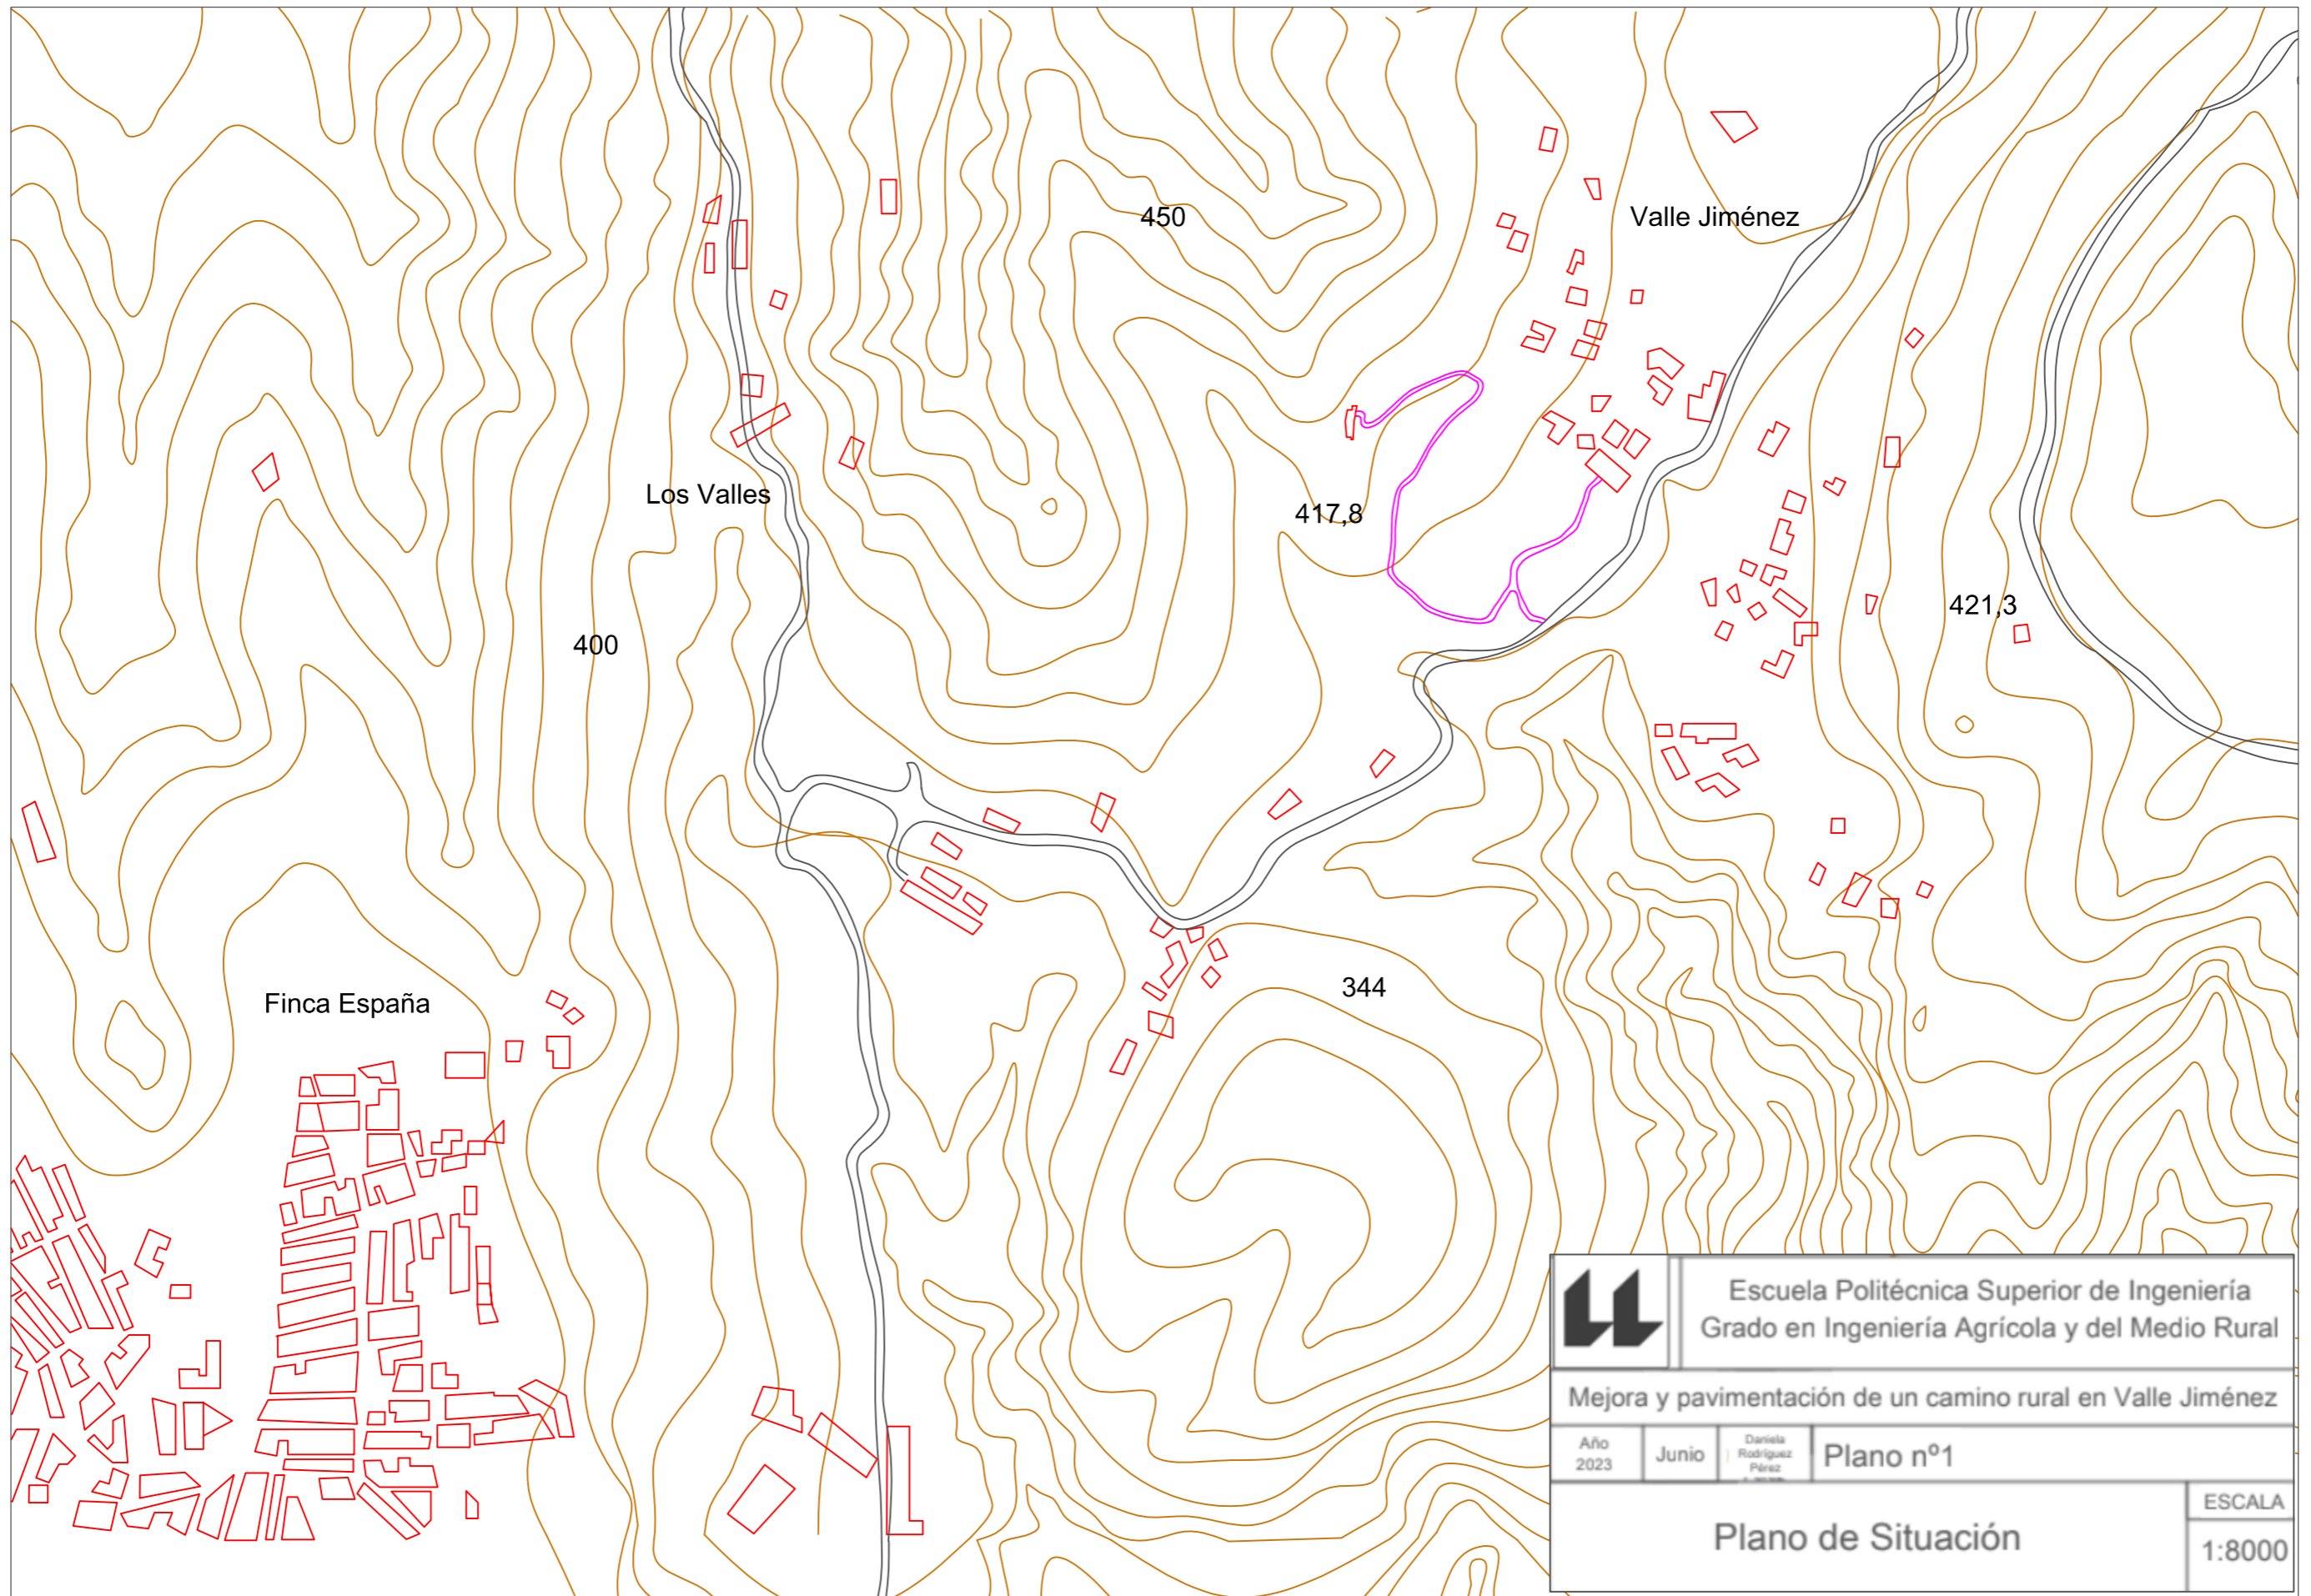 450
Valle Jiménez
Los Valles
417,8
421,3
400
344
Finca España
Escuela Politécnica Superior de Ingeniería
Grado en Ingeniería Agrícola y del Medio Rural
Mejora y pavimentación de un camino rural en Valle Jiménez
Año
2023
Junio
Daniela
Rodríguez
Pérez
Plano nº1
Plano de Situación
ESCALA
1:8000